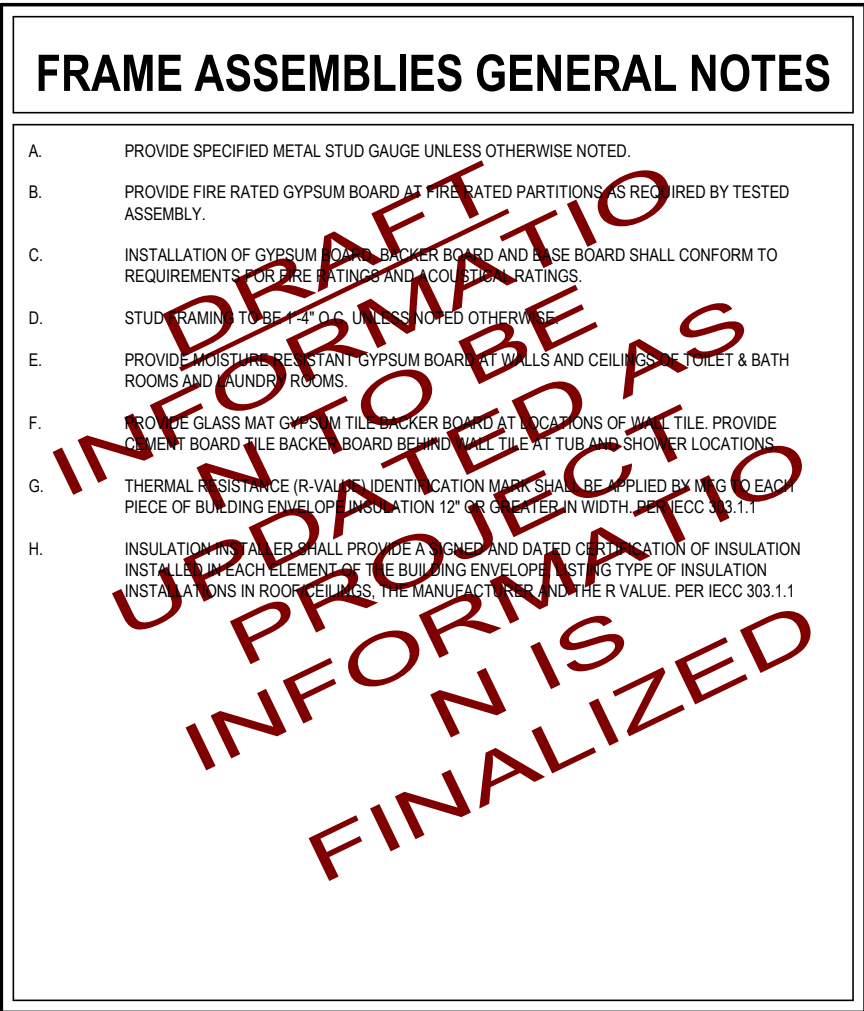 FRAME ASSEMBLIES GENERAL NOTES
A. PROVIDE SPECIFIED METAL STUD GAUGE UNLESS OTHERWISE NOTED.
B. PROVIDE FIRE RATED GYPSUM BOARD AT FIRE RATED PARTITIONS AS REQUIRED BY TESTED
ASSEMBLY.
C. INSTALLATION OF GYPSUM BOARD, BACKER BOARD AND BASE BOARD SHALL CONFORM TO
REQUIREMENTS FOR FIRE RATINGS AND ACOUSTICAL RATINGS.
D. STUD FRAMING TO BE 1'-4" O.C. UNLESS NOTED OTHERWISE.
E. PROVIDE MOISTURE RESISTANT GYPSUM BOARD AT WALLS AND CEILINGS OF TOILET & BATH
ROOMS AND LAUNDRY ROOMS.
F. PROVIDE GLASS MAT GYPSUM TILE BACKER BOARD AT LOCATIONS OF WALL TILE. PROVIDE
CEMENT BOARD TILE BACKER BOARD BEHIND WALL TILE AT TUB AND SHOWER LOCATIONS.
G. THERMAL RESISTANCE (R-VALUE) IDENTIFICATION MARK SHALL BE APPLIED BY MFG TO EACH
PIECE OF BUILDING ENVELOPE INSULATION 12" OR GREATER IN WIDTH. PER IECC 303.1.1
H. INSULATION INSTALLER SHALL PROVIDE A SIGNED AND DATED CERTIFICATION OF INSULATION
INSTALLED IN EACH ELEMENT OF THE BUILDING ENVELOPE, LISTING TYPE OF INSULATION
INSTALLATIONS IN ROOF/CEILINGS, THE MANUFACTURER AND THE R VALUE. PER IECC 303.1.1
DRAFT
INFORMATIO
N TO BE
UPDATED AS
PROJECT
INFORMATIO
N IS
FINALIZED